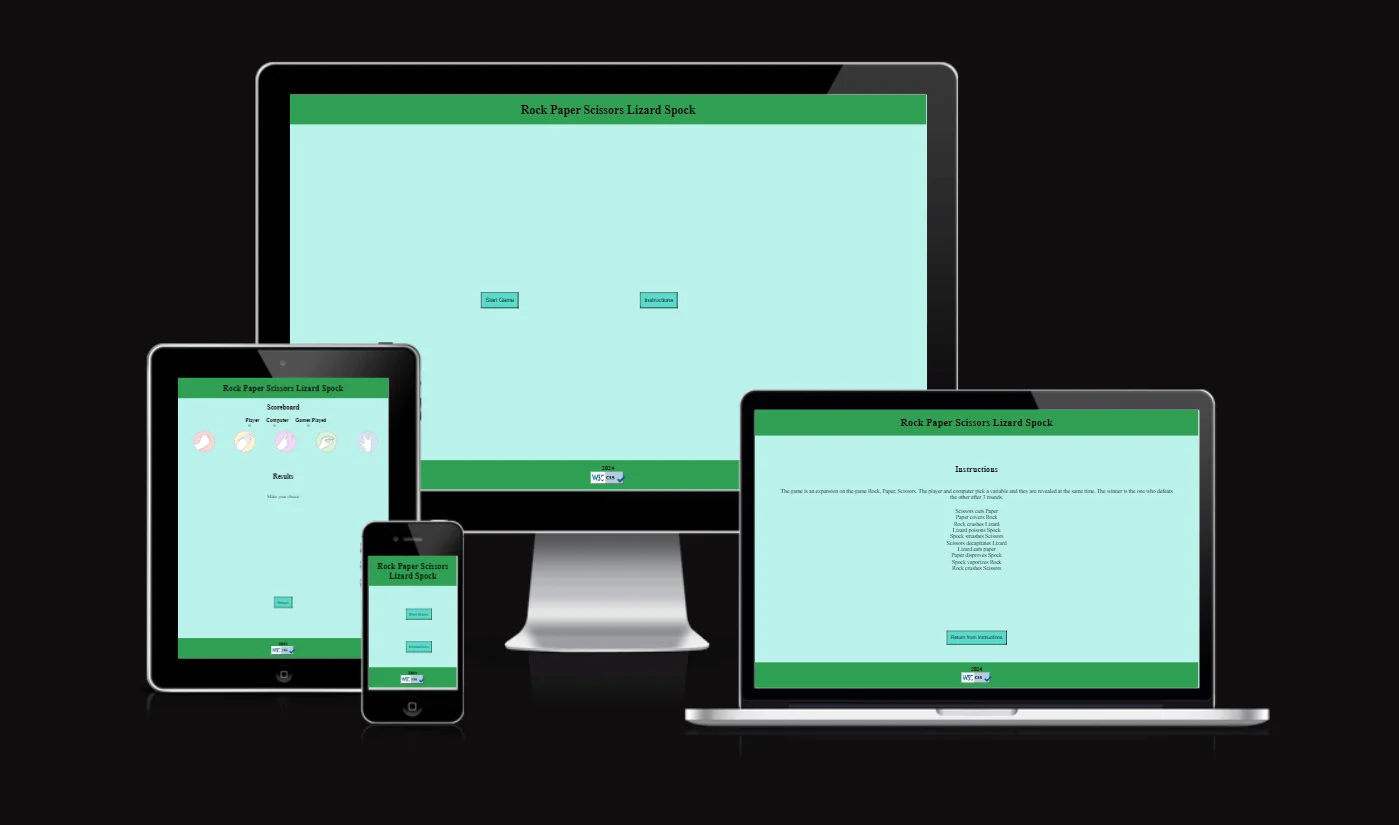 Rock Paper Scissors Lizard Spock
Start Game
Instructions
2024
W3C css
Rock Paper Scissors Lizard Spock
Scoreboard
Player Computer Games Played
Results
Make your choice
W3C css
Rock Paper Scissors
Lizard Spock
Start Game
Instructions
W3C css
Rock Paper Scissors Lizard Spock
Instructions
The game is an expansion on the game Rock, Paper, Scissors. The player and computer pick a variable and they are revealed at the same time. The winner is the one who defeats
the other after 3 rounds.
Scissors cuts Paper
Paper covers Rock
Rock crushes Lizard
Lizard poisons Spock
Spock smashes Scissors
Scissors decapitates Lizard
Lizard eats paper
Paper disproves Spock
Spock vaporizes Rock
Rock crushes Scissors
Return from Instructions
2024
W3C css